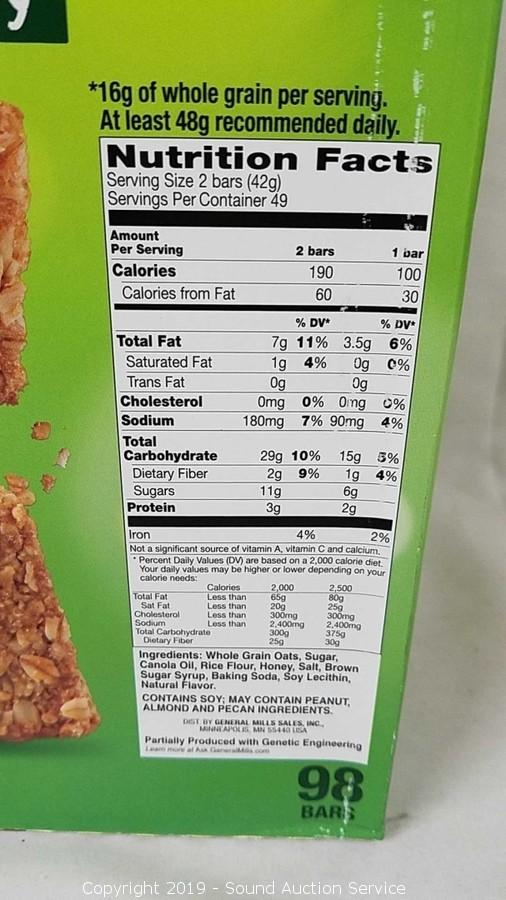 y
*16g of whole grain per serving.
At least 48g recommended daily.
Nutrition Facts
Serving Size 2 bars (42g)
Servings Per Container 49
Amount
Per Serving 2 bars 1 bar
Calories 190 100
Calories from Fat 60 30
% DV* % DV*
Total Fat 7g 11% 3.5g 6%
Saturated Fat 1g 4% 0g 0%
Trans Fat 0g 0g
Cholesterol 0mg 0% 0mg 0%
Sodium 180mg 7% 90mg 4%
Total
Carbohydrate 29g 10% 15g 5%
Dietary Fiber 2g 9% 1g 4%
Sugars 11g 6g
Protein 3g 2g
Iron 4% 2%
Not a significant source of vitamin A, vitamin C and calcium.
* Percent Daily Values (DV) are based on a 2,000 calorie diet.
Your daily values may be higher or lower depending on your
calorie needs:
Calories 2,000 2,500
Total Fat Less than 65g 80g
Sat Fat Less than 20g 25g
Cholesterol Less than 300mg 300mg
Sodium Less than 2,400mg 2,400mg
Total Carbohydrate 300g 375g
Dietary Fiber 25g 30g
Ingredients: Whole Grain Oats, Sugar,
Canola Oil, Rice Flour, Honey, Salt, Brown
Sugar Syrup, Baking Soda, Soy Lecithin,
Natural Flavor.
CONTAINS SOY; MAY CONTAIN PEANUT,
ALMOND AND PECAN INGREDIENTS.
DIST. BY GENERAL MILLS SALES, INC.,
MINNEAPOLIS, MN 55440 USA
Partially Produced with Genetic Engineering
Learn more at Ask.GeneralMills.com
98
BARS
Copyright 2019 - Sound Auction Service